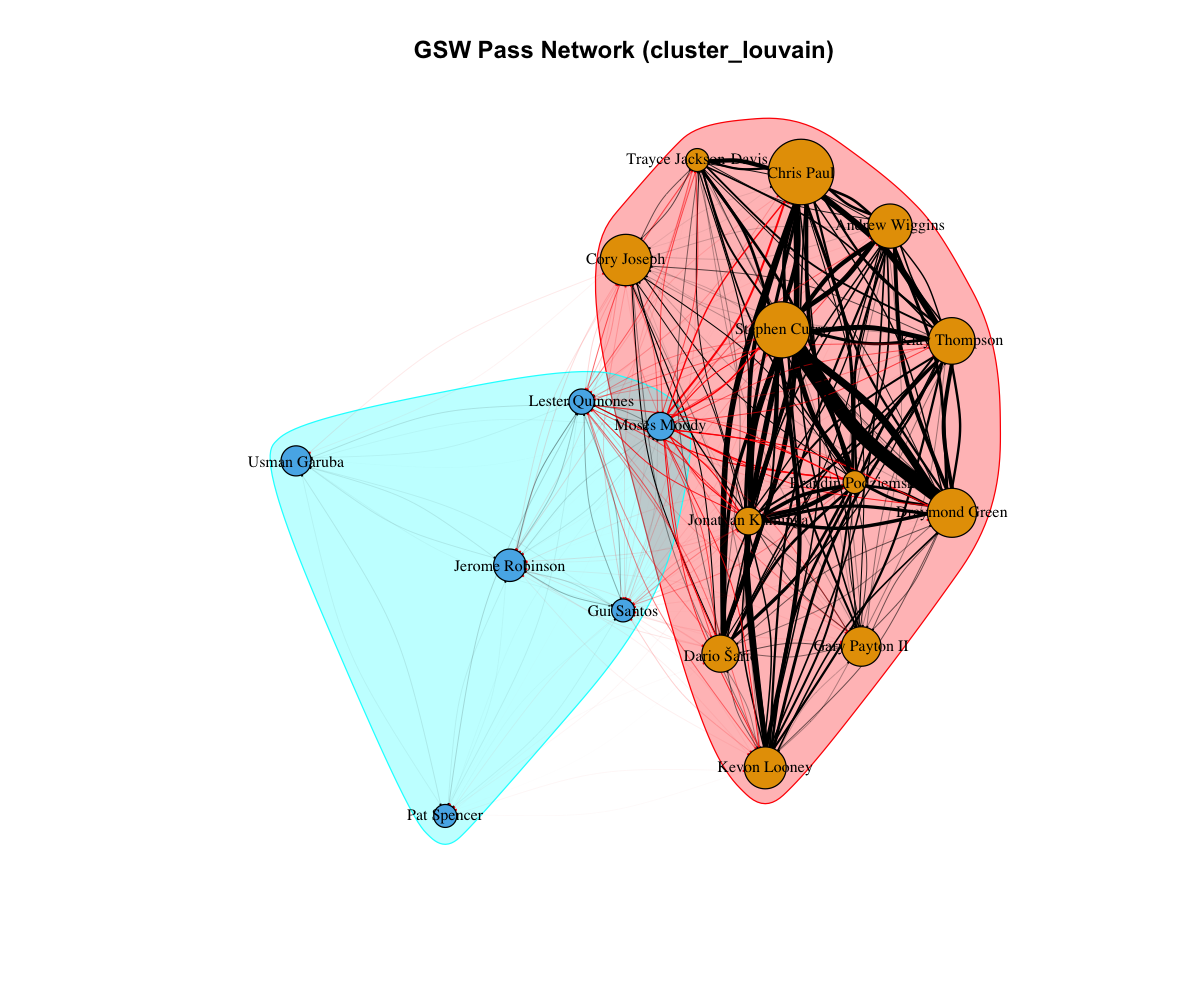 GSW Pass Network (cluster_louvain)
Trayce Jackson-Davis
Chris Paul
Andrew Wiggins
Cory Joseph
Stephen Curry
Klay Thompson
Lester Quinones
Moses Moody
Usman Garuba
Brandin Podziemski
Draymond Green
Jonathan Kuminga
Jerome Robinson
Gui Santos
Gary Payton II
Dario Šarić
Kevon Looney
Pat Spencer